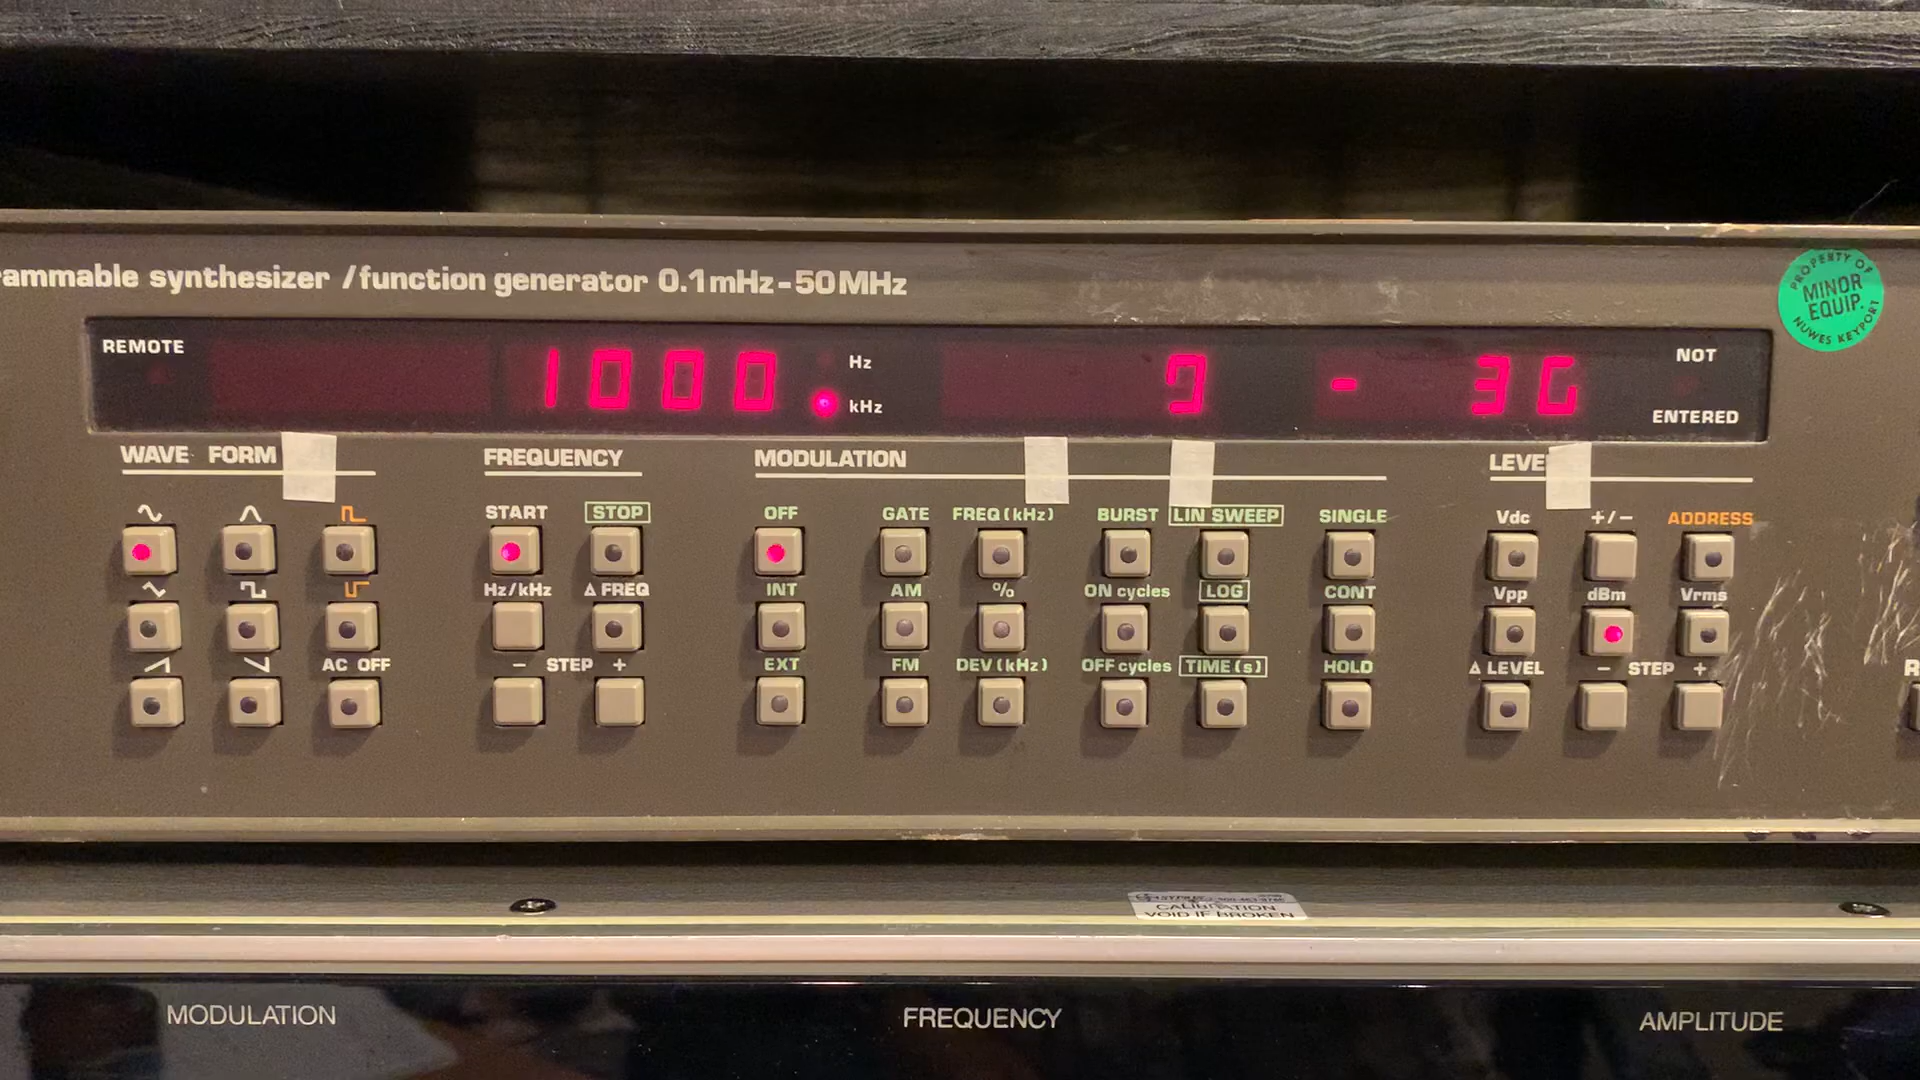 rammable synthesizer /function generator 0.1mHz-50MHz
PROPERTY OF
MINOR
EQUIP.
NUWES KEYPORT
REMOTE
1000.
Hz
kHz
NOT
ENTERED
WAVE FORM
FREQUENCY
MODULATION
LEVE
START
STOP
OFF
GATE
FREQ(kHz)
BURST
LIN SWEEP
SINGLE
Vdc
+/−
ADDRESS
Hz/kHz
Δ FREQ
INT
AM
%
ON cycles
LOG
CONT
Vpp
dBm
Vrms
AC OFF
− STEP +
EXT
FM
DEV(kHz)
OFF cycles
TIME(s)
HOLD
Δ LEVEL
− STEP +
R
CALIBRATION
VOID IF BROKEN
MODULATION
FREQUENCY
AMPLITUDE